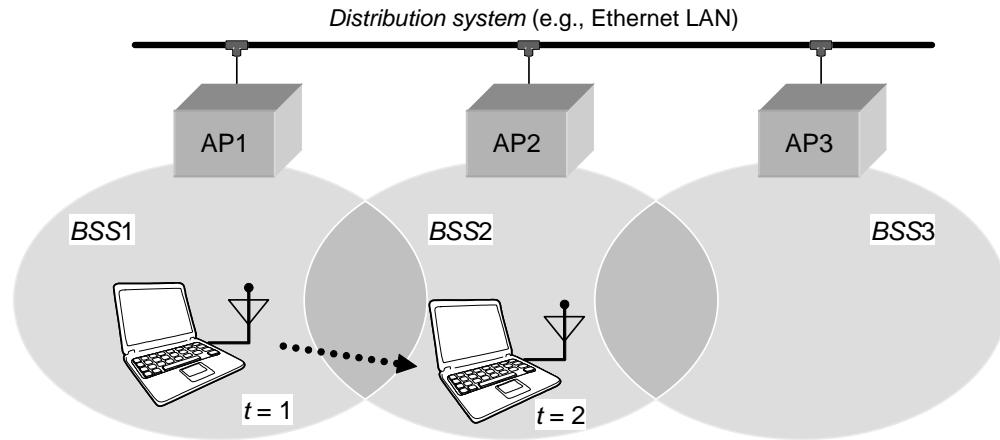 Distribution system (e.g., Ethernet LAN)
AP1
AP2
AP3
BSS1
BSS2
BSS3
t = 1
t = 2